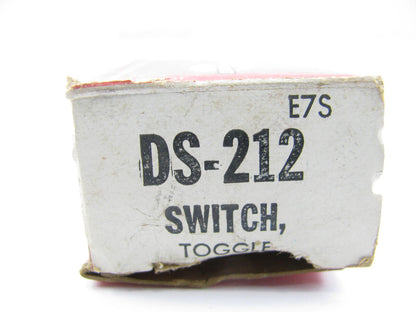 E7S
DS-212
SWITCH,
TOGGLE